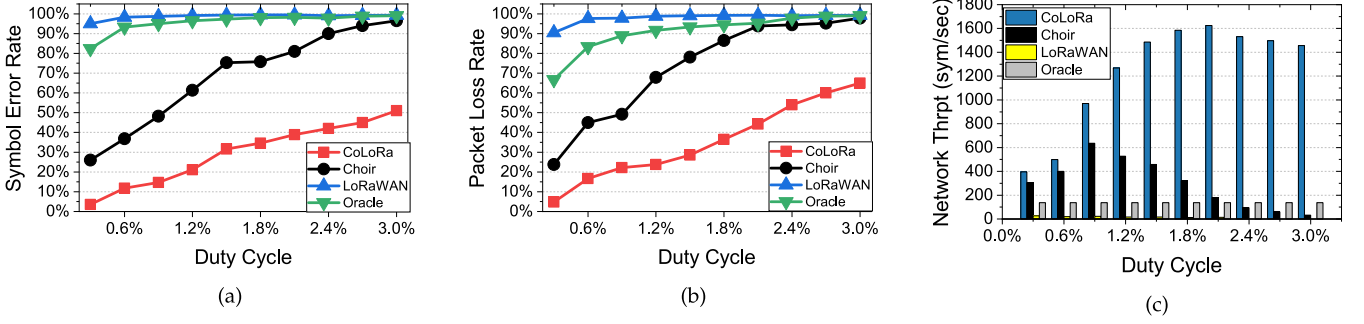 Symbol Error Rate
100%
90%
80%
70%
60%
50%
40%
30%
20%
10%
0%
CoLoRa
Choir
LoRaWAN
Oracle
0.6% 1.2% 1.8% 2.4% 3.0%
Duty Cycle
(a)
Packet Loss Rate
100%
90%
80%
70%
60%
50%
40%
30%
20%
10%
0%
CoLoRa
Choir
LoRaWAN
Oracle
0.6% 1.2% 1.8% 2.4% 3.0%
Duty Cycle
(b)
Network Thrpt (sym/sec)
1800
1600
1400
1200
1000
800
600
400
200
0
CoLoRa
Choir
LoRaWAN
Oracle
0.0% 0.6% 1.2% 1.8% 2.4% 3.0%
Duty Cycle
(c)